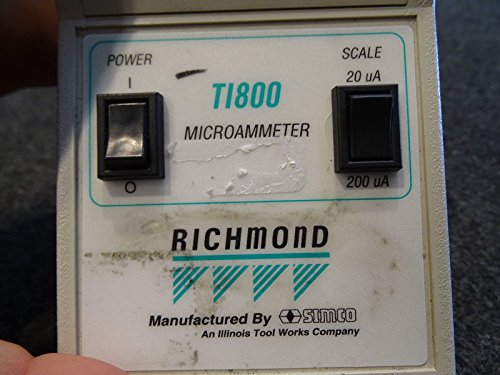 POWER
SCALE
I
20 uA
TI800
MICROAMMETER
O
200 uA
RICHMOND
Manufactured By SIMCO
An Illinois Tool Works Company